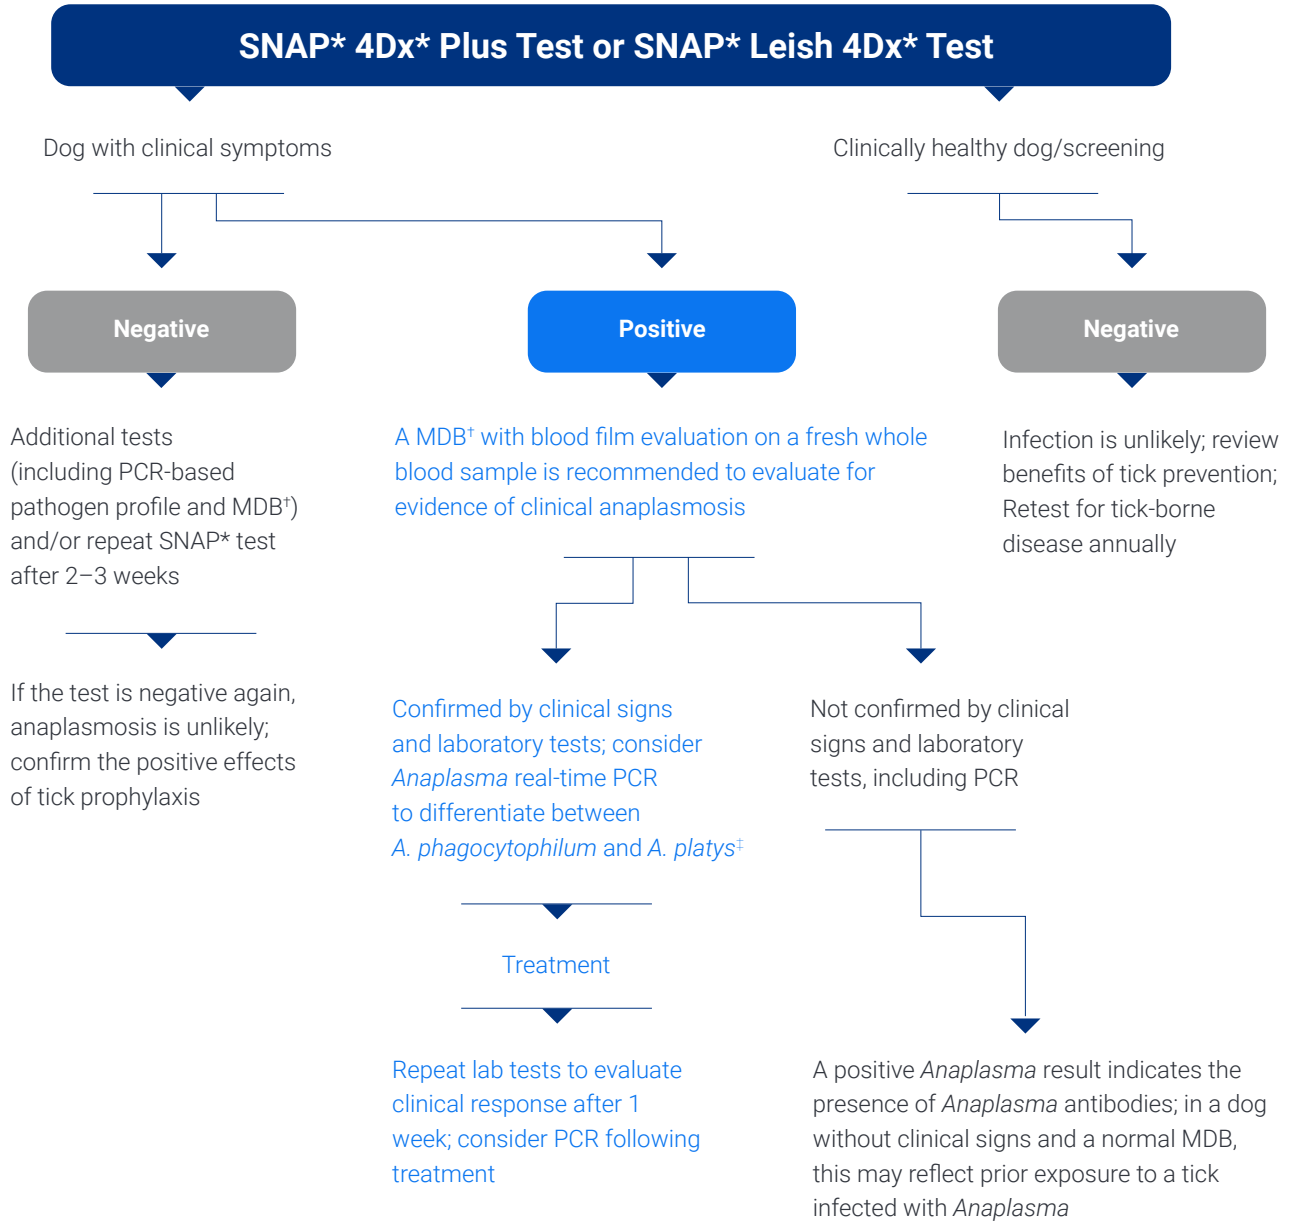 SNAP* 4Dx* Plus Test or SNAP* Leish 4Dx* Test
Dog with clinical symptoms
Clinically healthy dog/screening
Negative
Positive
Negative
Additional tests
(including PCR-based
pathogen profile and MDB†)
and/or repeat SNAP* test
after 2–3 weeks
A MDB† with blood film evaluation on a fresh whole
blood sample is recommended to evaluate for
evidence of clinical anaplasmosis
Infection is unlikely; review
benefits of tick prevention;
Retest for tick-borne
disease annually
If the test is negative again,
anaplasmosis is unlikely;
confirm the positive effects
of tick prophylaxis
Confirmed by clinical signs
and laboratory tests; consider
Anaplasma real-time PCR
to differentiate between
A. phagocytophilum and A. platys‡
Not confirmed by clinical
signs and laboratory
tests, including PCR
Treatment
Repeat lab tests to evaluate
clinical response after 1
week; consider PCR following
treatment
A positive Anaplasma result indicates the
presence of Anaplasma antibodies; in a dog
without clinical signs and a normal MDB,
this may reflect prior exposure to a tick
infected with Anaplasma